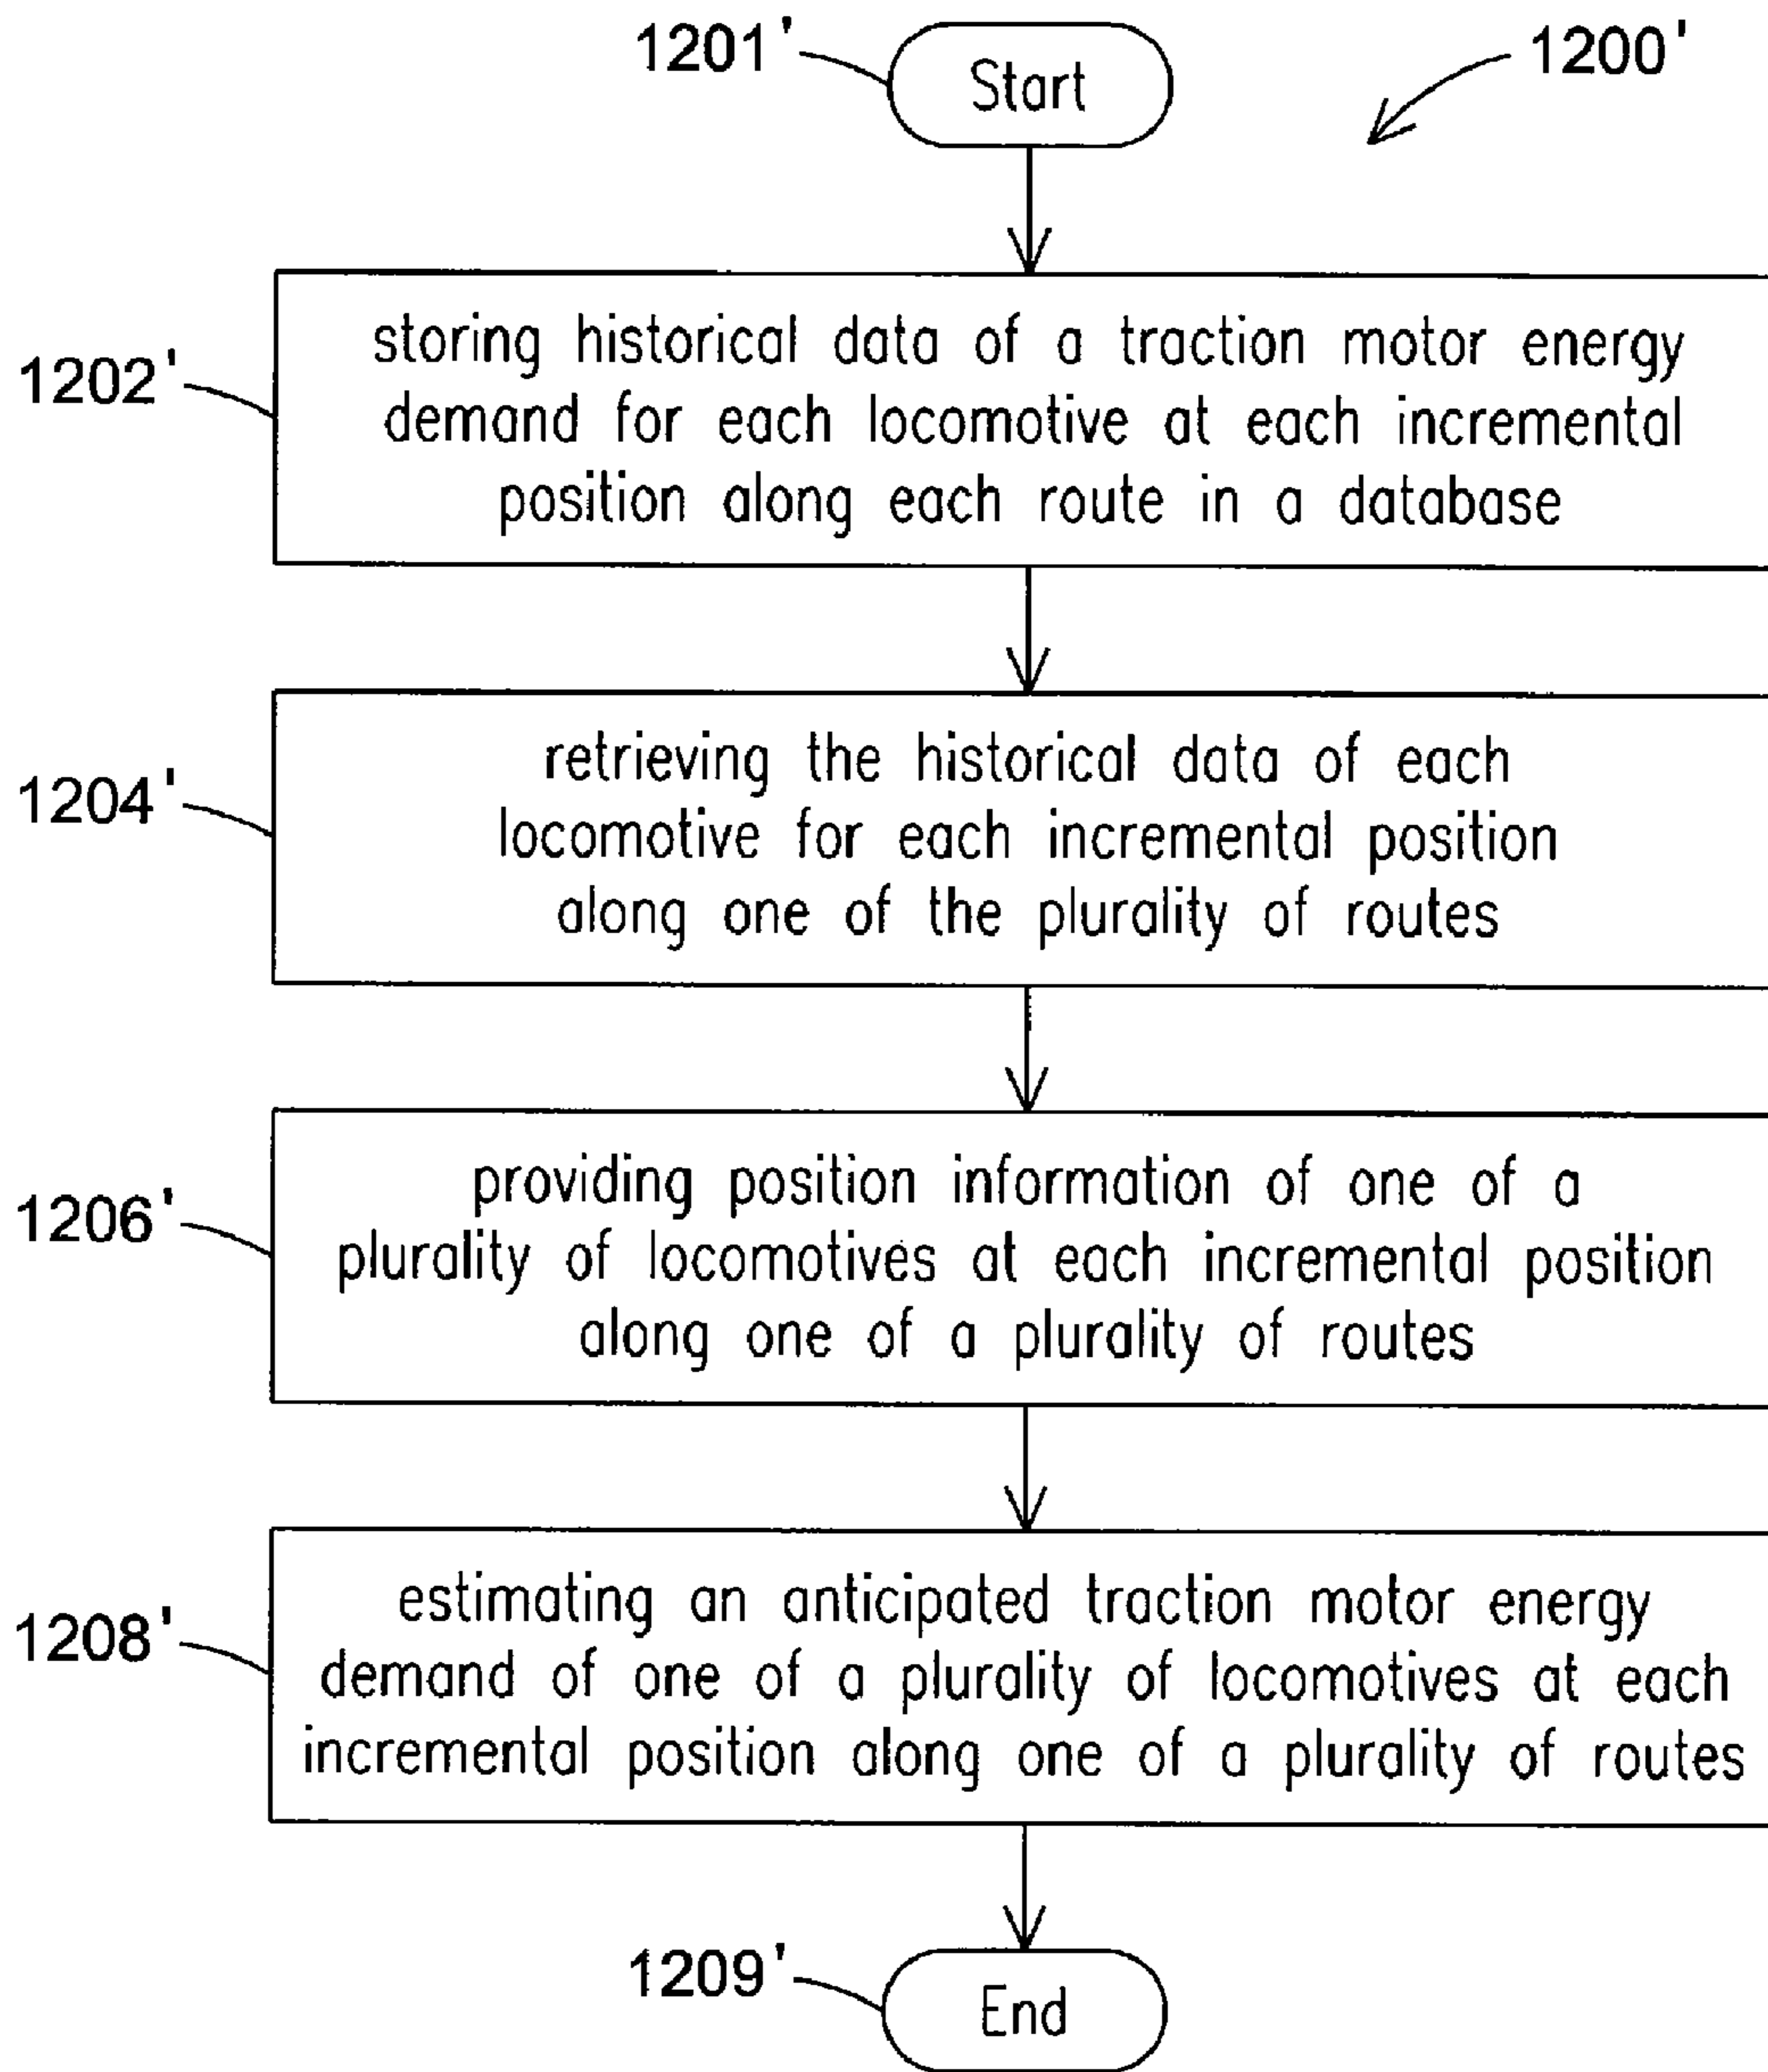 1201'
Start
1200'
1202'
storing historical data of a traction motor energy
demand for each locomotive at each incremental
position along each route in a database
1204'
retrieving the historical data of each
locomotive for each incremental position
along one of the plurality of routes
1206'
providing position information of one of a
plurality of locomotives at each incremental position
along one of a plurality of routes
1208'
estimating an anticipated traction motor energy
demand of one of a plurality of locomotives at each
incremental position along one of a plurality of routes
1209'
End